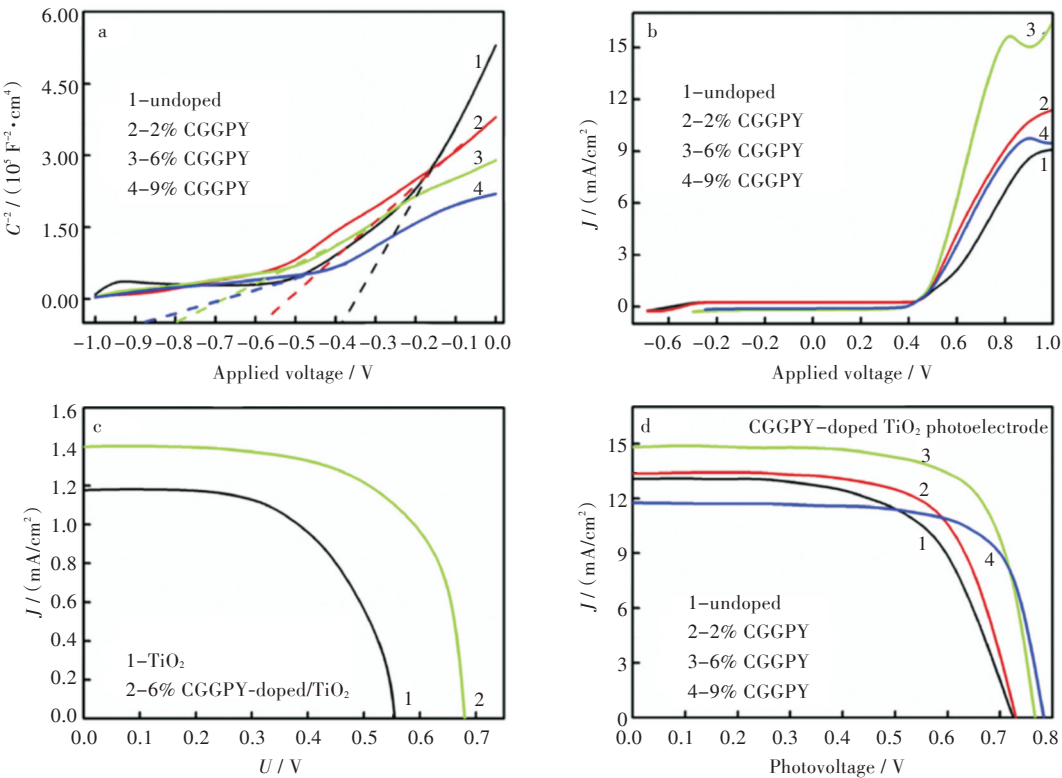 a
C⁻² / (10⁵ F⁻²·cm⁴)
6.00
4.50
3.00
1.50
0.00
1-undoped
2-2% CGGPY
3-6% CGGPY
4-9% CGGPY
1
2
3
4
-1.0 -0.9 -0.8 -0.7 -0.6 -0.5 -0.4 -0.3 -0.2 -0.1 0.0
Applied voltage / V
b
J / (mA/cm²)
15
12
9
6
3
0
1-undoped
2-2% CGGPY
3-6% CGGPY
4-9% CGGPY
3
2
4
1
-0.6 -0.2 -0.2 0.0 0.2 0.4 0.6 0.8 1.0
Applied voltage / V
c
J / (mA/cm²)
1.6
1.4
1.2
1.0
0.8
0.6
0.4
0.2
0.0
1-TiO₂
2-6% CGGPY-doped/TiO₂
1
2
0.0 0.1 0.2 0.3 0.4 0.5 0.6 0.7
U / V
d
CGGPY-doped TiO₂ photoelectrode
J / (mA/cm²)
15
12
9
12
3
0
3
2
1
4
1-undoped
2-2% CGGPY
3-6% CGGPY
4-9% CGGPY
0.0 0.1 0.2 0.3 0.4 0.5 0.6 0.7 0.8
Photovoltage / V